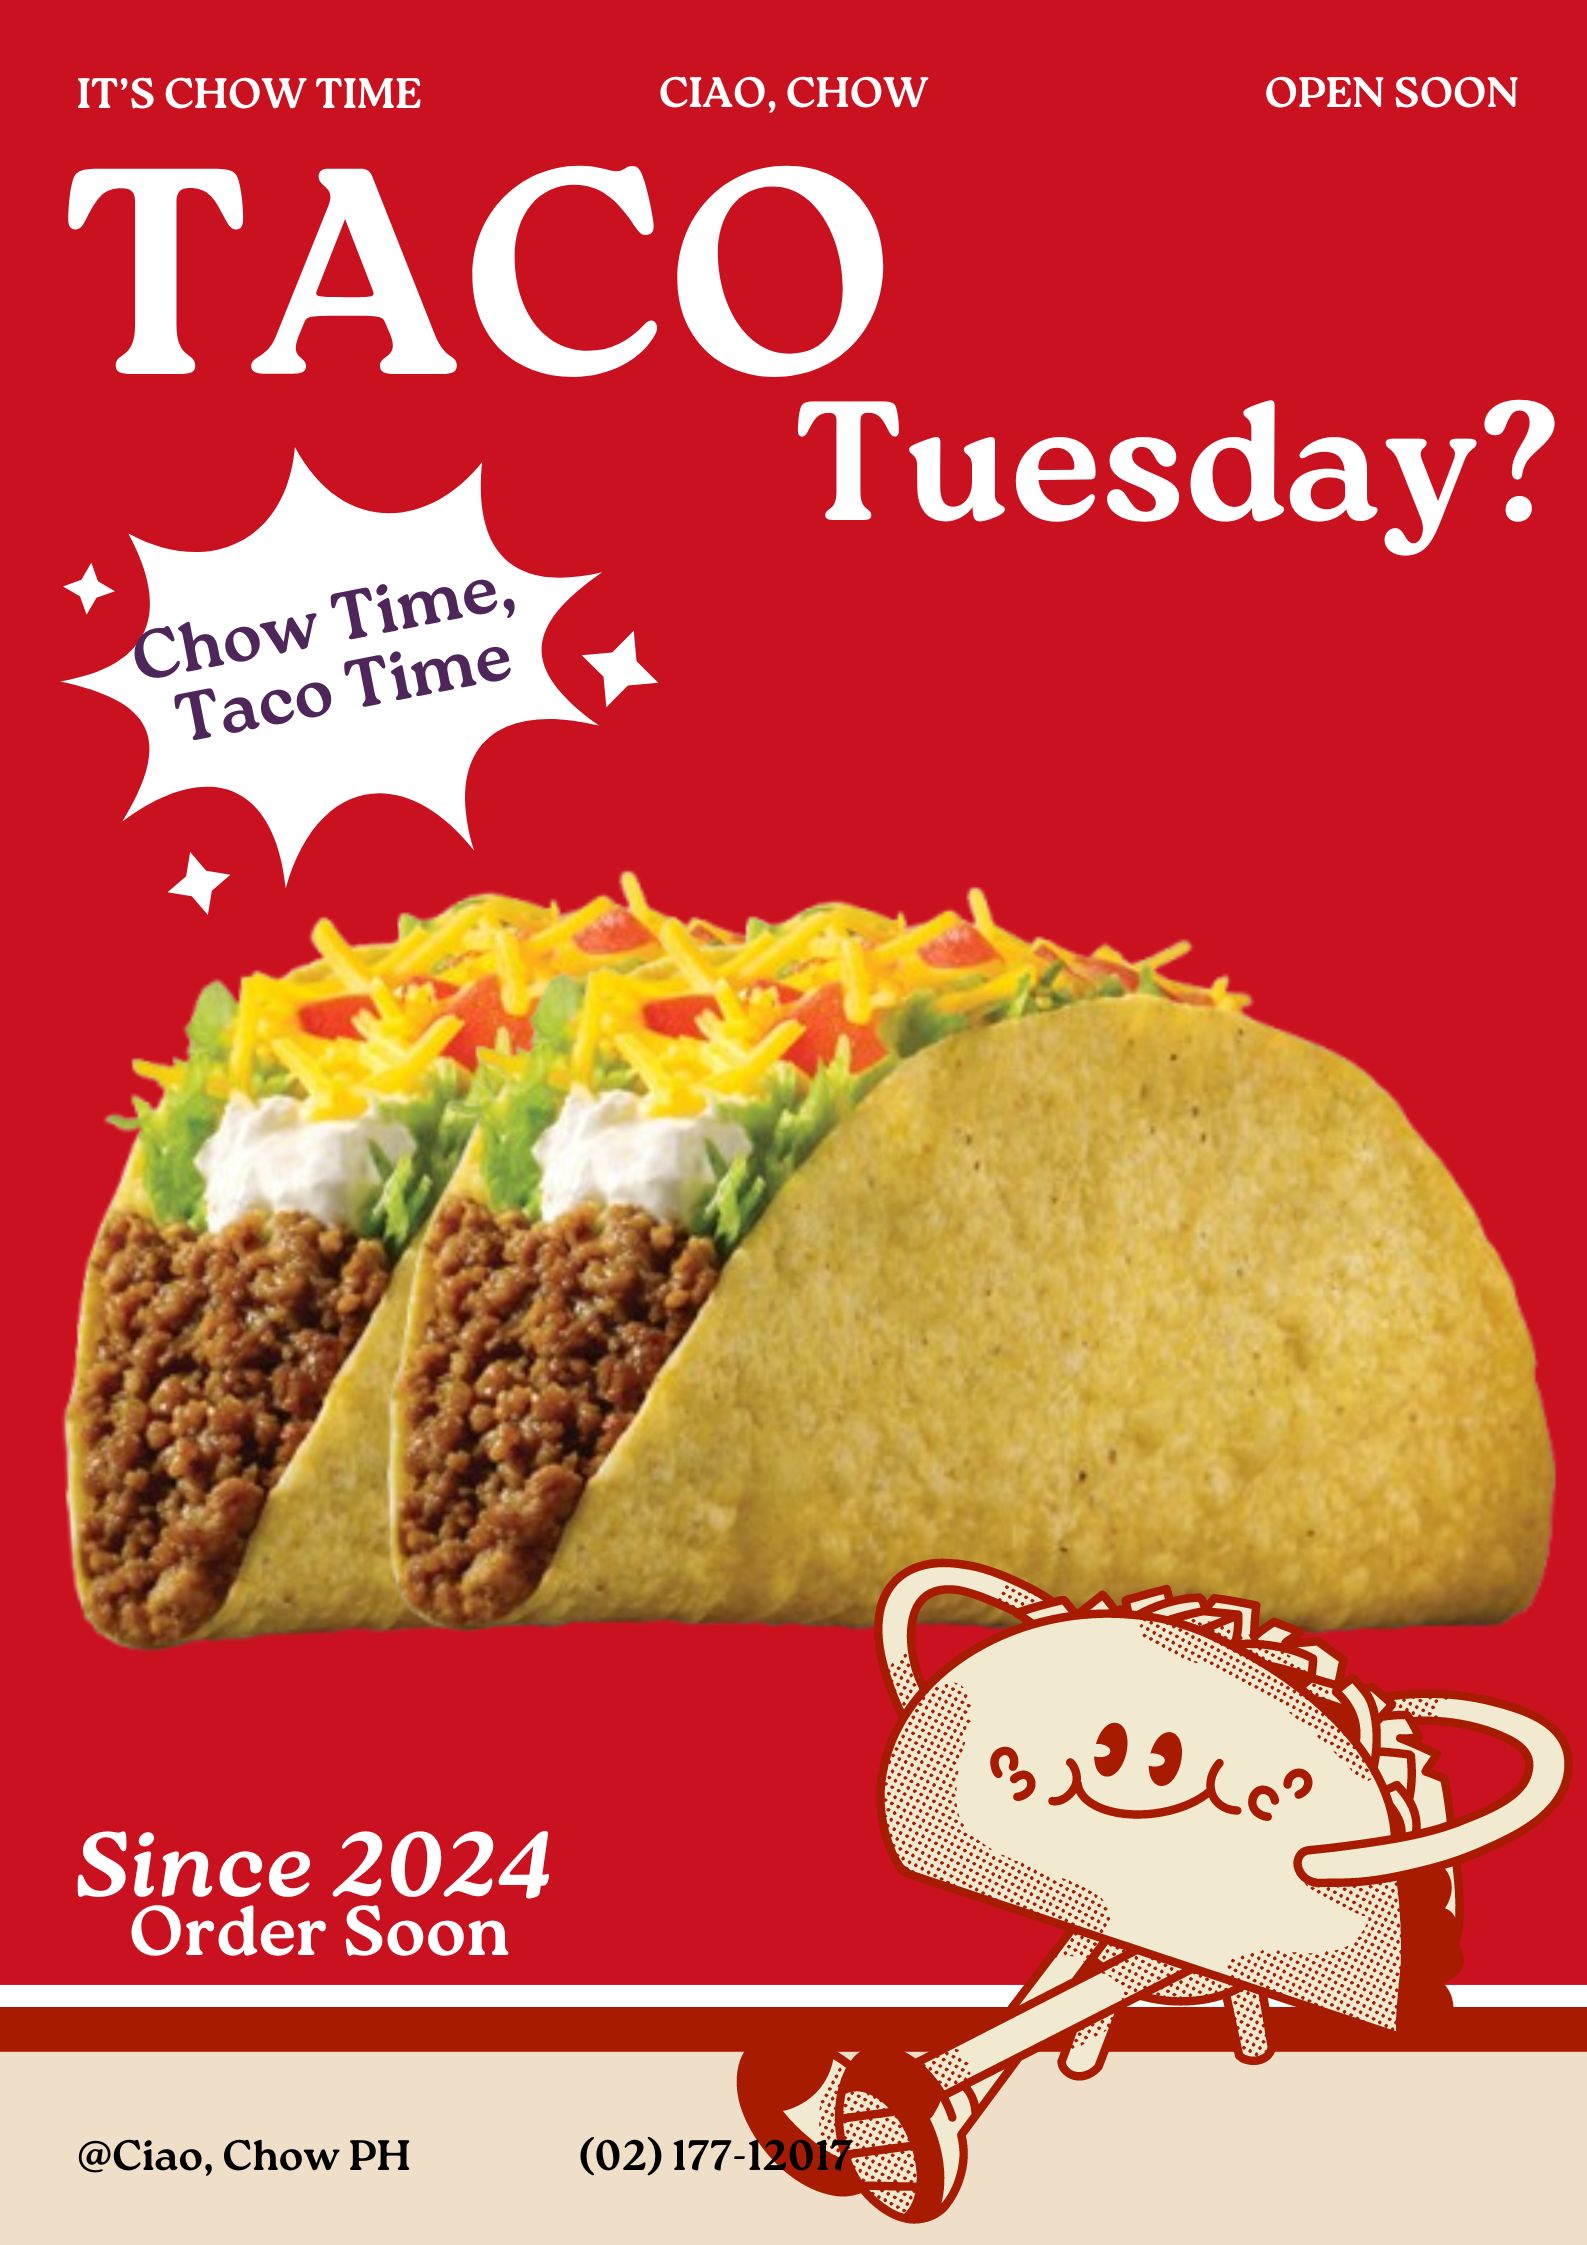 IT’S CHOW TIME
CIAO, CHOW
OPEN SOON
TACO
Tuesday?
Chow Time,
Taco Time
Since 2024
Order Soon
@Ciao, Chow PH
(02) 177-12017